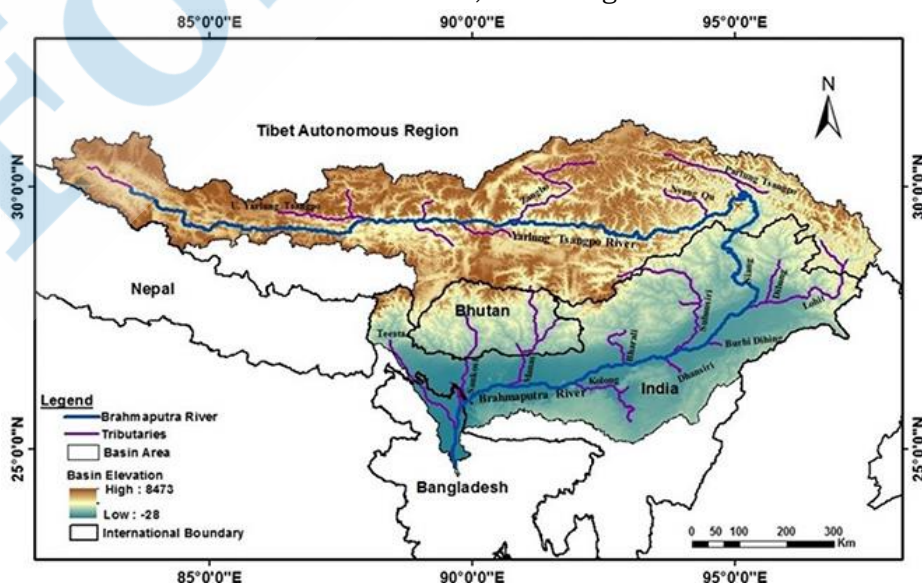 85°0'0"E 90°0'0"E 95°0'0"E
N
Tibet Autonomous Region
30°0'0"N 30°0'0"N
Parlung Tsangpo
Nyang Qu
U. Yarlung Tsangpo
Yarlung Tsangpo River
Siang
Nepal
Bhutan
Dibang
Lohit
Subansiri
Teesta
Bharali
Burhi Dihing
Dhansiri
Manas
Kolong
India
Brahmaputra River
Legend
Brahmaputra River
Tributaries
Basin Area
Basin Elevation
High : 8473
Low : -28
International Boundary
25°0'0"N 25°0'0"N
Bangladesh
0 50 100 200 300
Km
85°0'0"E 90°0'0"E 95°0'0"E